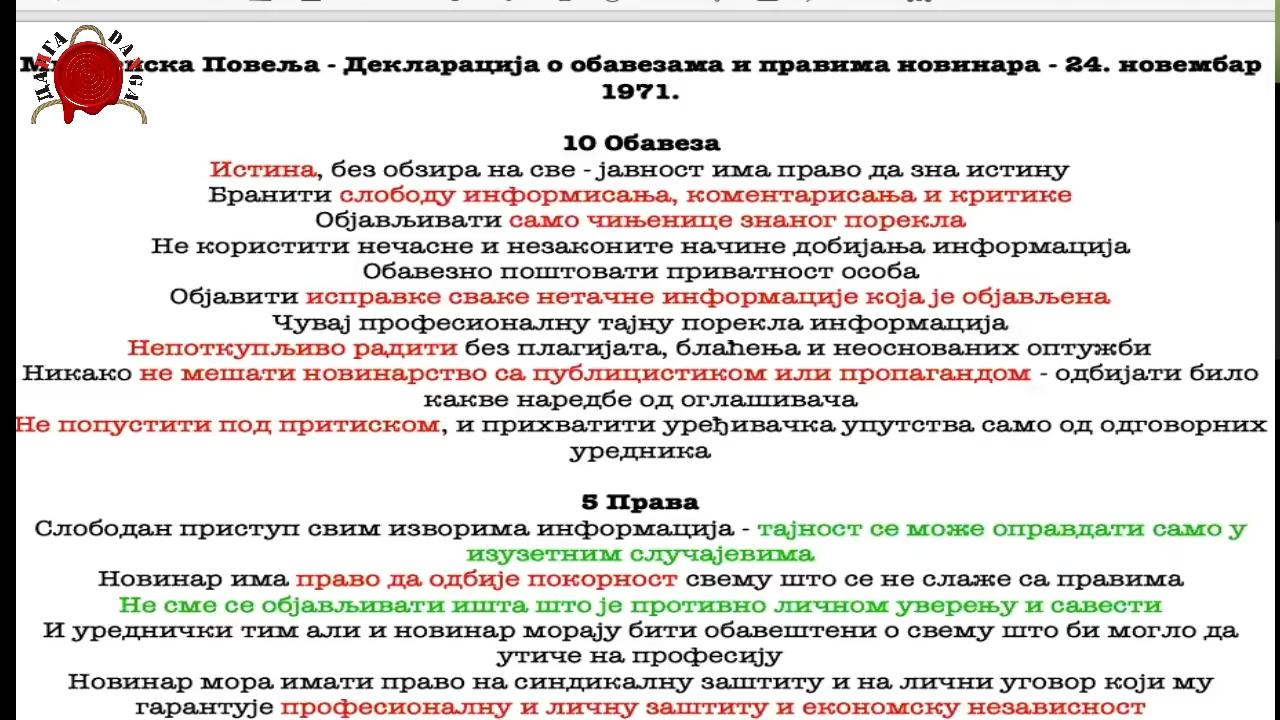 ЦАНГА DANGA
Повеља - Декларација о обавезама и правима новинара - 24. новембар
1971.
10 Обавеза
Истина, без обзира на све - јавност има право да зна истину
Бранити слободу информисања, коментарисања и критике
Објављивати само чињенице знаног порекла
Не користити нечасне и незаконите начине добијања информација
Обавезно поштовати приватност особа
Објавити исправке сваке нетачне информације која је објављена
Чувај професионалну тајну порекла информација
Непоткупљиво радити без плагијата, блаћења и неоснованих оптужби
Никако не мешати новинарство са публицистиком или пропагандом - одбијати било
какве наредбе од оглашивача
Не попустити под притиском, и прихватити уређивачка упутства само од одговорних
уредника
5 Права
Слободан приступ свим изворима информација - тајност се може оправдати само у
изузетним случајевима
Новинар има право да одбије покорност свему што се не слаже са правима
Не сме се објављивати ишта што је противно личном уверењу и савести
И уреднички тим али и новинар морају бити обавештени о свему што би могло да
утиче на професију
Новинар мора имати право на синдикалну заштиту и на лични уговор који му
гарантује професионалну и личну заштиту и економску независност